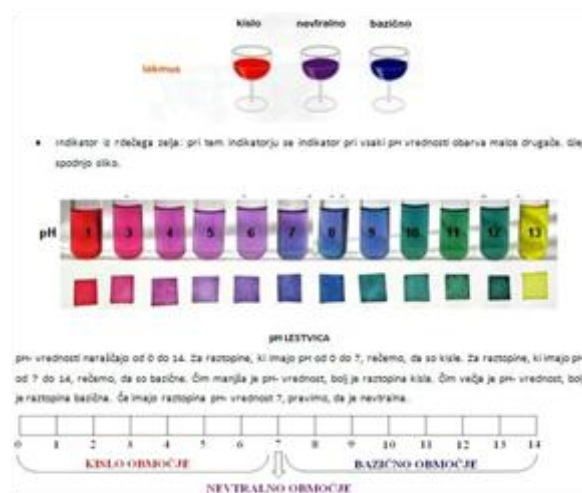 kislo nevtralno bazično
lakmus
• Indikator iz rdečega zelja: pri tem indikatorju se indikator pri vsaki pH vrednosti obarva malce drugače. Glej
spodnjo sliko.
pH 1 3 4 5 6 7 8 9 10 11 12 13
pH LESTVICA
pH- vrednosti naraščajo od 0 do 14. Za raztopine, ki imajo pH od 0 do 7, rečemo, da so kisle. Za raztopine, ki imajo pH
od 7 do 14, rečemo, da so bazične. Čim manjša je pH- vrednost, bolj je raztopina kisla. Čim večja je pH- vrednost, bolj
je raztopina bazična. Če imajo raztopina pH- vrednost 7, pravimo, da je nevtralna.
0 1 2 3 4 5 6 7 8 9 10 11 12 13 14
KISLO OBMOČJE BAZIČNO OBMOČJE
NEVTRALNO OBMOČJE